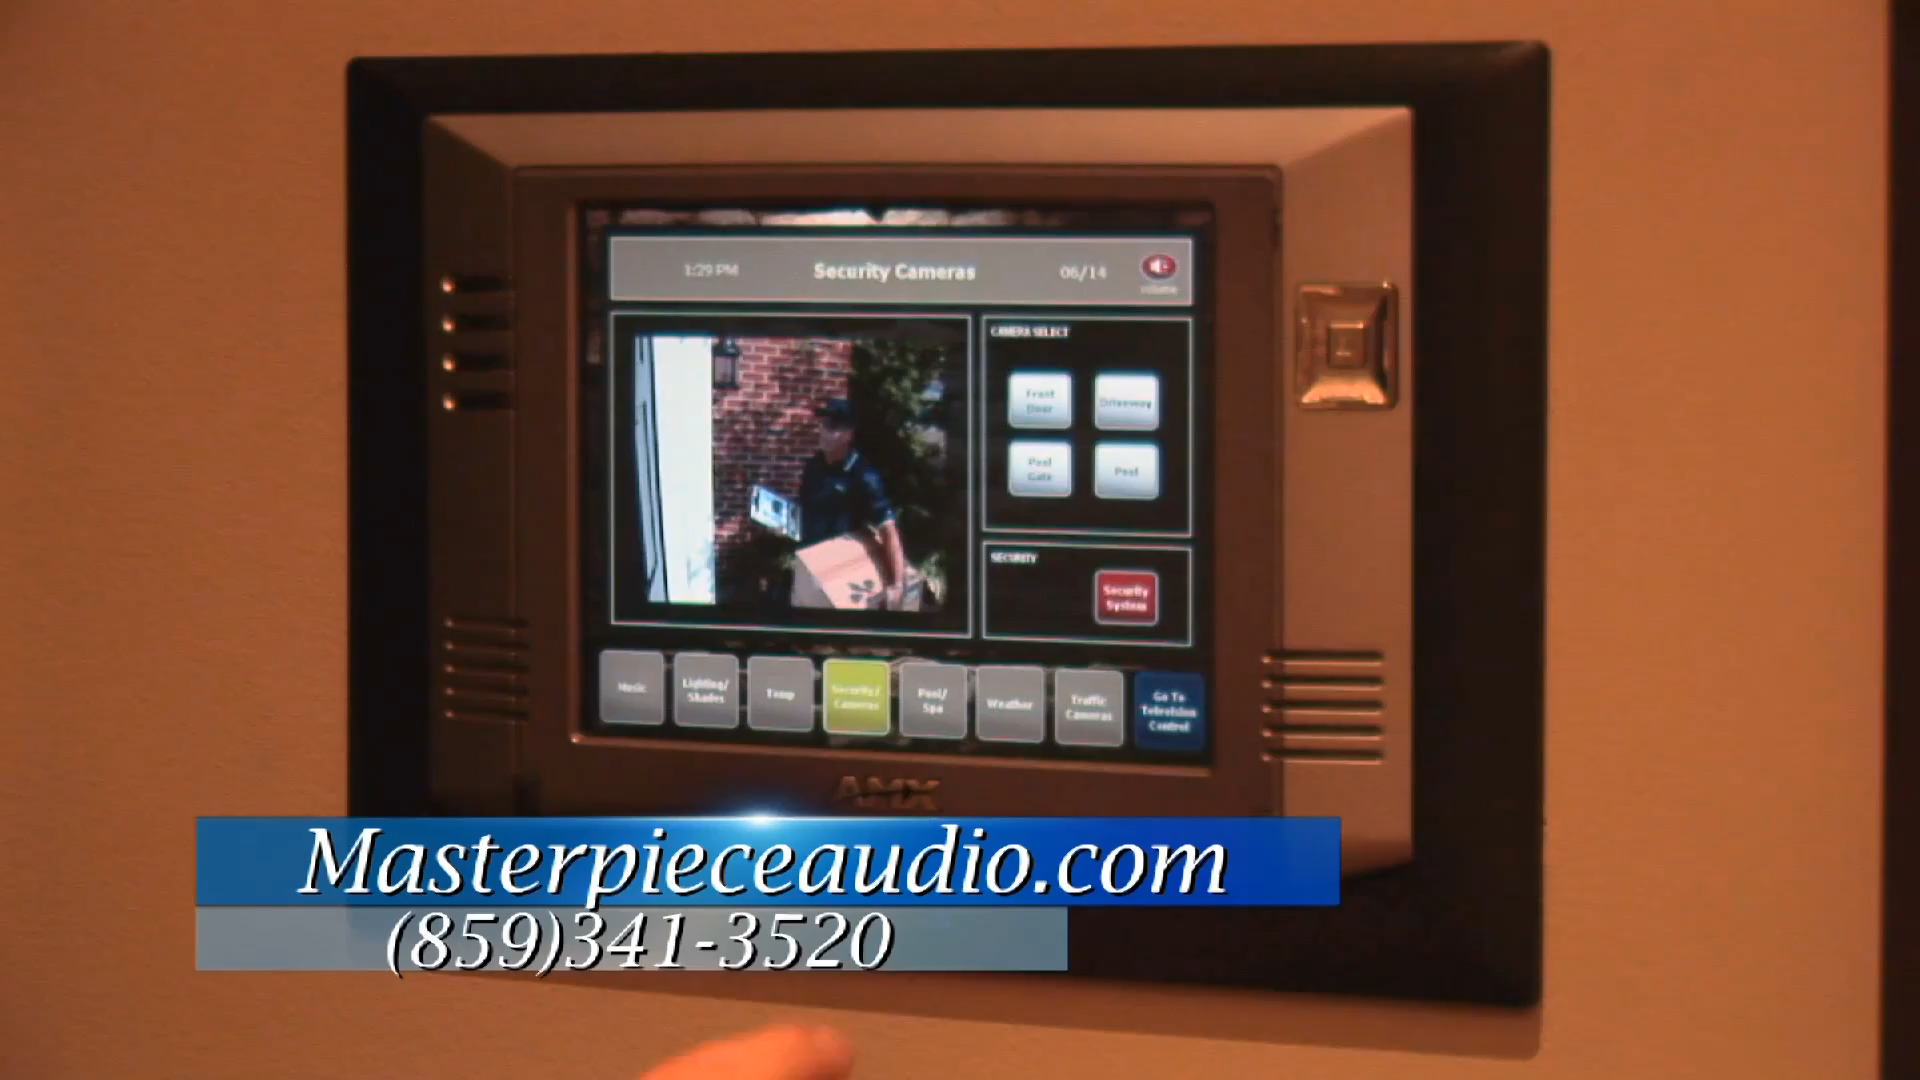 1:29 PM Security Cameras 06/14
volume
CAMERA SELECT
Front
Door
Driveway
Pool
Gate
Pool
SECURITY
Security
System
Music
Lighting/
Shades
Temp
Security/
Cameras
Pool/
Spa
Weather
Traffic
Cameras
Go To
Television
Control
AMX
Masterpieceaudio.com
(859)341-3520